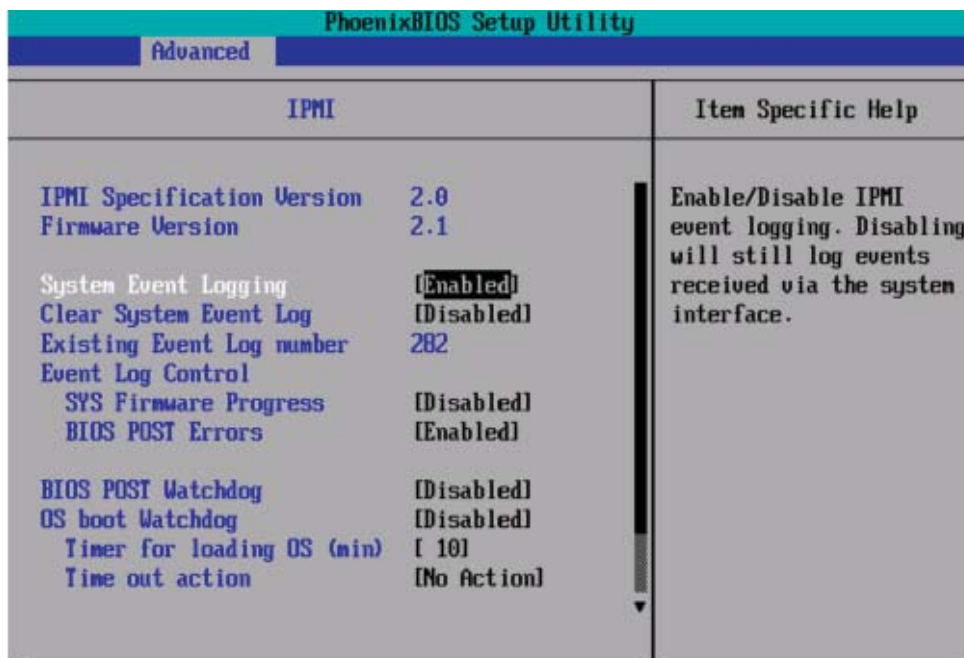 PhoenixBIOS Setup Utility
Advanced
IPMI
Item Specific Help
IPMI Specification Version 2.0
Firmware Version 2.1
System Event Logging [Enabled]
Clear System Event Log [Disabled]
Existing Event Log number 282
Event Log Control
SYS Firmware Progress [Disabled]
BIOS POST Errors [Enabled]
BIOS POST Watchdog [Disabled]
OS boot Watchdog [Disabled]
Timer for loading OS (min) [ 10]
Time out action [No Action]
Enable/Disable IPMI
event logging. Disabling
will still log events
received via the system
interface.